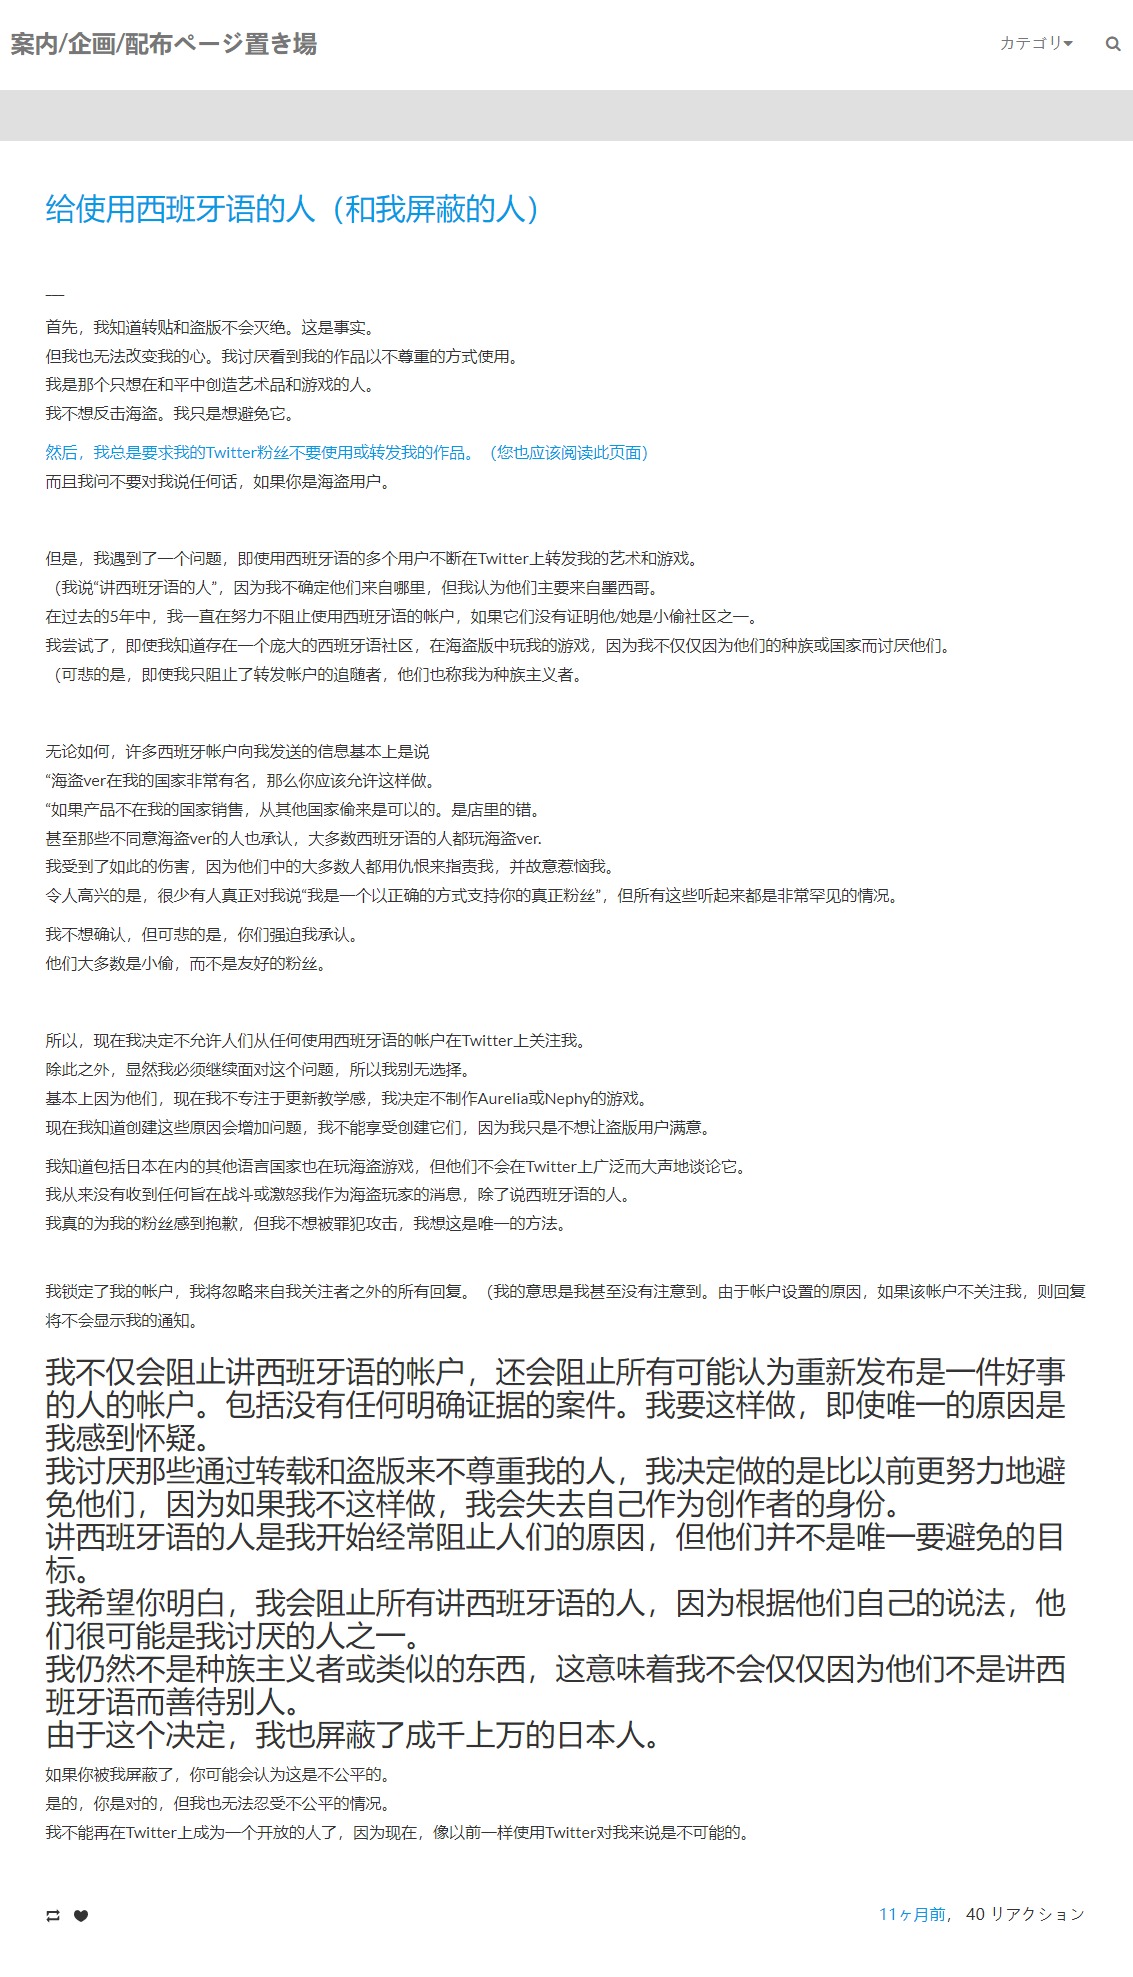 案内/企画/配布ページ置き場
カテゴリ
给使用西班牙语的人（和我屏蔽的人）
—
首先，我知道转贴和盗版不会灭绝。这是事实。
但我也无法改变我的心。我讨厌看到我的作品以不尊重的方式使用。
我是那个只想在和平中创造艺术品和游戏的人。
我不想反击海盗。我只是想避免它。
然后，我总是要求我的Twitter粉丝不要使用或转发我的作品。（您也应该阅读此页面）
而且我问不要对我说任何话，如果你是海盗用户。
但是，我遇到了一个问题，即使用西班牙语的多个用户不断在Twitter上转发我的艺术和游戏。
（我说“讲西班牙语的人”，因为我不确定他们来自哪里，但我认为他们主要来自墨西哥。
在过去的5年中，我一直在努力不阻止使用西班牙语的帐户，如果它们没有证明他/她是小偷社区之一。
我尝试了，即使我知道存在一个庞大的西班牙语社区，在海盗版中玩我的游戏，因为我不仅仅因为他们的种族或国家而讨厌他们。
（可悲的是，即使我只阻止了转发帐户的追随者，他们也称我为种族主义者。
无论如何，许多西班牙帐户向我发送的信息基本上是说
“海盗ver在我的国家非常有名，那么你应该允许这样做。
“如果产品不在我的国家销售，从其他国家偷来是可以的。是店里的错。
甚至那些不同意海盗ver的人也承认，大多数西班牙语的人都玩海盗ver.
我受到了如此的伤害，因为他们中的大多数人都用仇恨来指责我，并故意惹恼我。
令人高兴的是，很少有人真正对我说“我是一个以正确的方式支持你的真正粉丝”，但所有这些听起来都是非常罕见的情况。
我不想确认，但可悲的是，你们强迫我承认。
他们大多数是小偷，而不是友好的粉丝。
所以，现在我决定不允许人们从任何使用西班牙语的帐户在Twitter上关注我。
除此之外，显然我必须继续面对这个问题，所以我别无选择。
基本上因为他们，现在我不专注于更新教学感，我决定不制作Aurelia或Nephy的游戏。
现在我知道创建这些原因会增加问题，我不能享受创建它们，因为我只是不想让盗版用户满意。
我知道包括日本在内的其他语言国家也在玩海盗游戏，但他们不会在Twitter上广泛而大声地谈论它。
我从来没有收到任何旨在战斗或激怒我作为海盗玩家的消息，除了说西班牙语的人。
我真的为我的粉丝感到抱歉，但我不想被罪犯攻击，我想这是唯一的方法。
我锁定了我的帐户，我将忽略来自我关注者之外的所有回复。（我的意思是我甚至没有注意到。由于帐户设置的原因，如果该帐户不关注我，则回复
将不会显示我的通知。
我不仅会阻止讲西班牙语的帐户，还会阻止所有可能认为重新发布是一件好事
的人的帐户。包括没有任何明确证据的案件。我要这样做，即使唯一的原因是
我感到怀疑。
我讨厌那些通过转载和盗版来不尊重我的人，我决定做的是比以前更努力地避
免他们，因为如果我不这样做，我会失去自己作为创作者的身份。
讲西班牙语的人是我开始经常阻止人们的原因，但他们并不是唯一要避免的目
标。
我希望你明白，我会阻止所有讲西班牙语的人，因为根据他们自己的说法，他
们很可能是我讨厌的人之一。
我仍然不是种族主义者或类似的东西，这意味着我不会仅仅因为他们不是讲西
班牙语而善待别人。
由于这个决定，我也屏蔽了成千上万的日本人。
如果你被我屏蔽了，你可能会认为这是不公平的。
是的，你是对的，但我也无法忍受不公平的情况。
我不能再在Twitter上成为一个开放的人了，因为现在，像以前一样使用Twitter对我来说是不可能的。
11ヶ月前， 40 リアクション